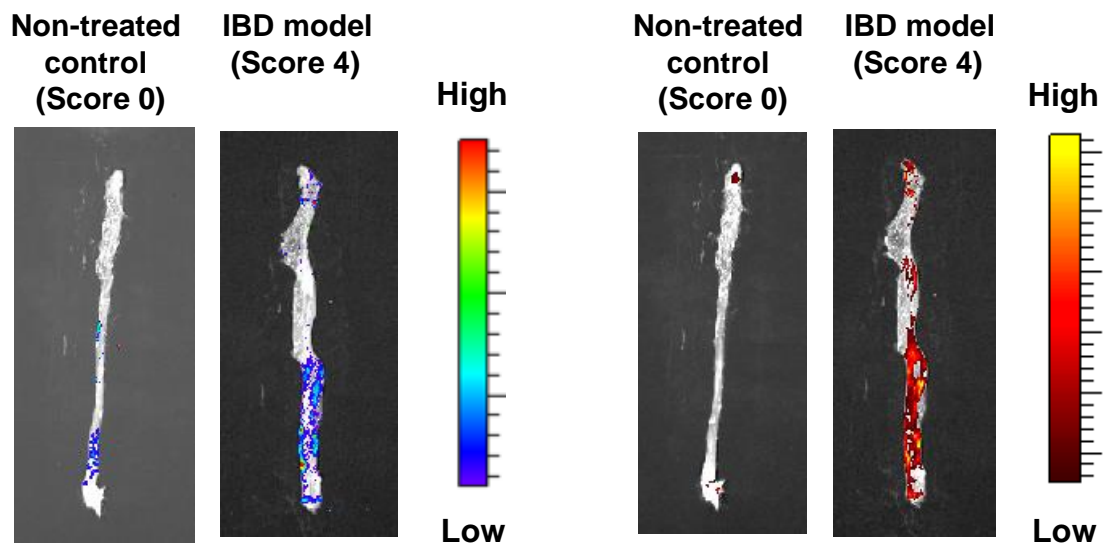 Non-treated
control
(Score 0)
IBD model
(Score 4)
High
Low
Non-treated
control
(Score 0)
IBD model
(Score 4)
High
Low